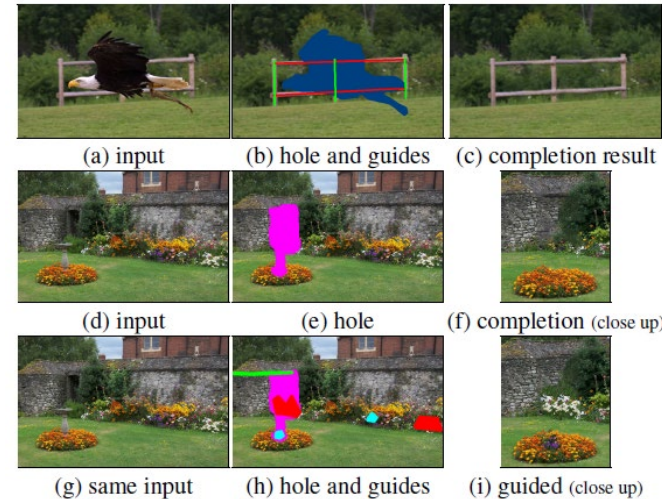 (a) input (b) hole and guides (c) completion result
(d) input (e) hole (f) completion (close up)
(g) same input (h) hole and guides (i) guided (close up)